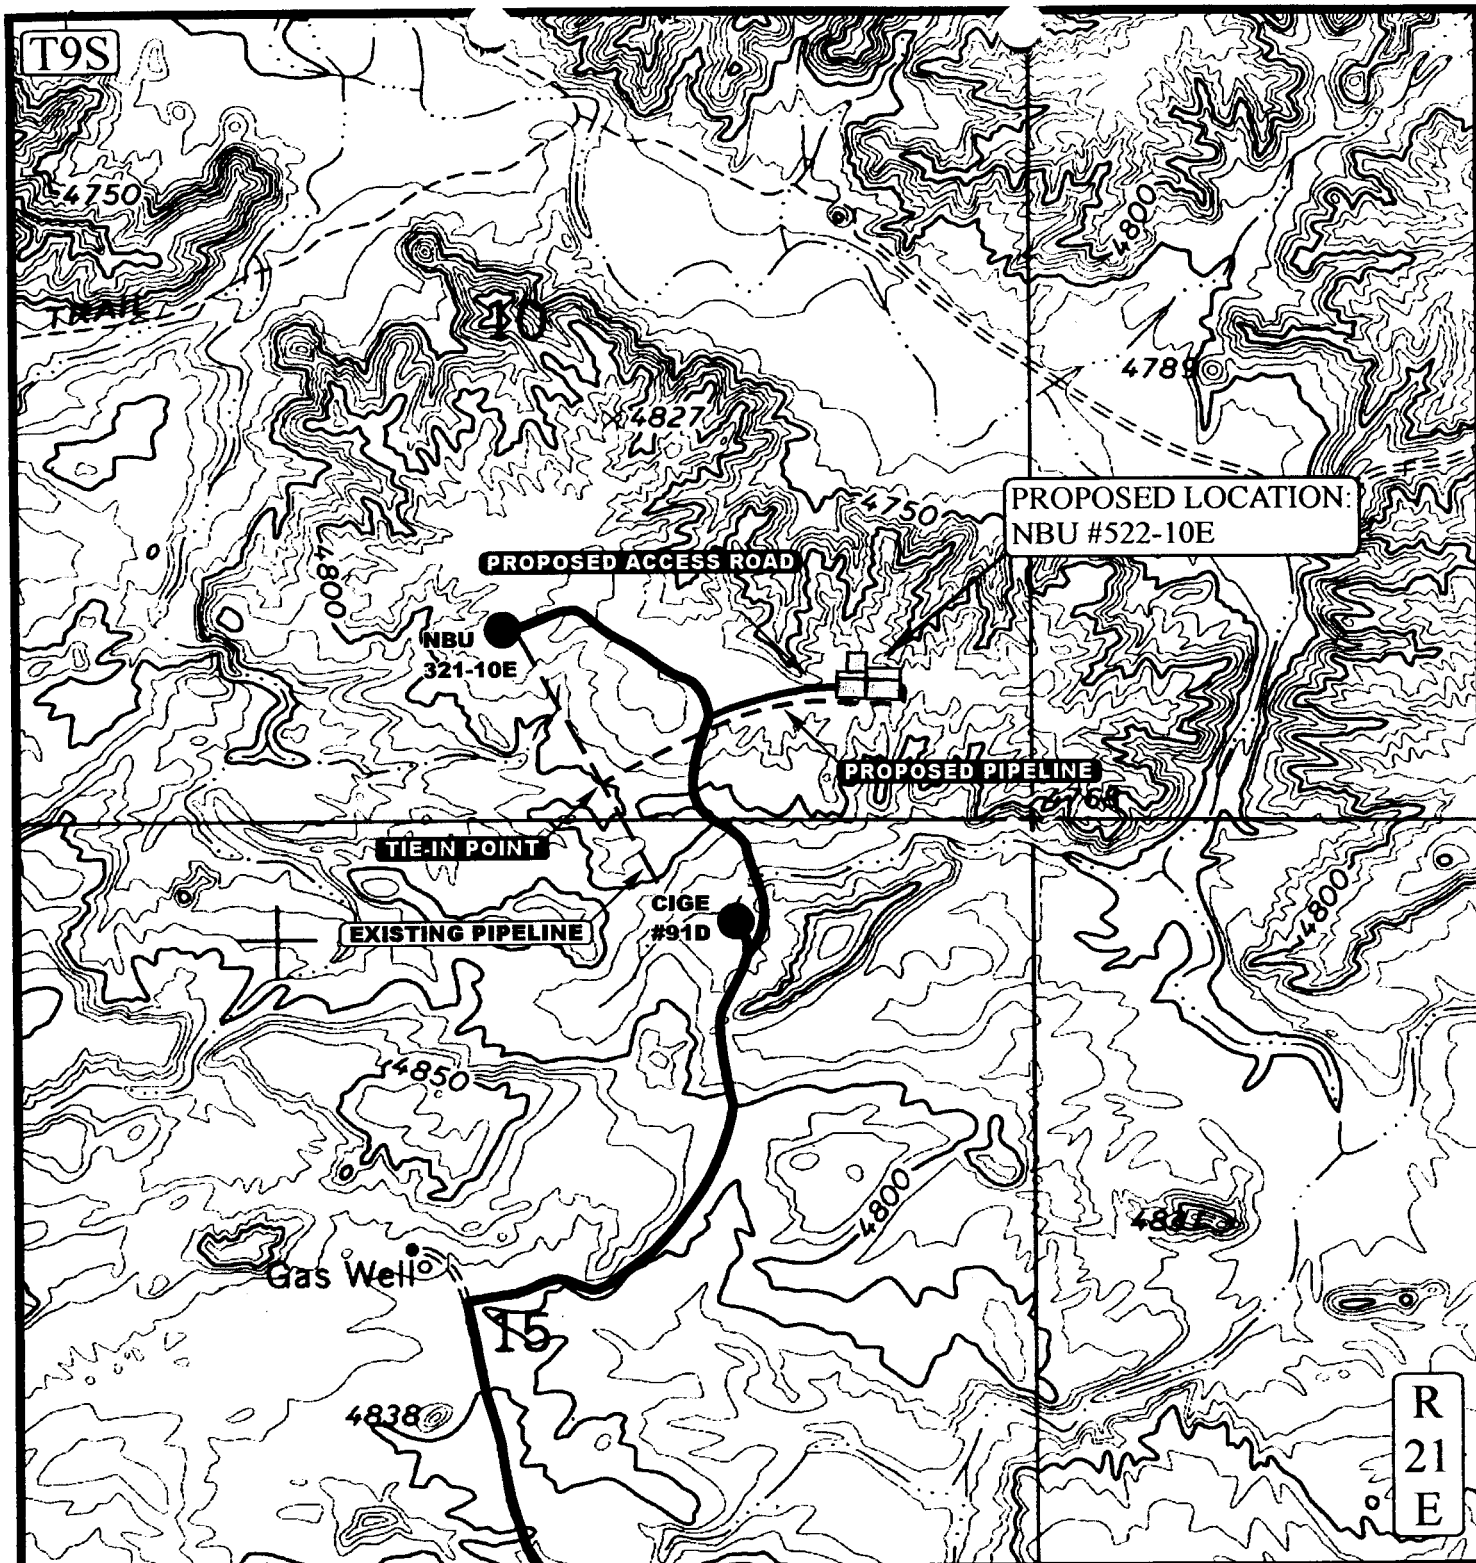 T9S
4750
4800
TRAIL
10
4789
4827
4750
PROPOSED LOCATION:
NBU #522-10E
PROPOSED ACCESS ROAD
4800
NBU
321-10E
PROPOSED PIPELINE
TIE-IN POINT
EXISTING PIPELINE
CIGE
#91D
4800
4850
4800
Gas Well
15
4838
R
21
E